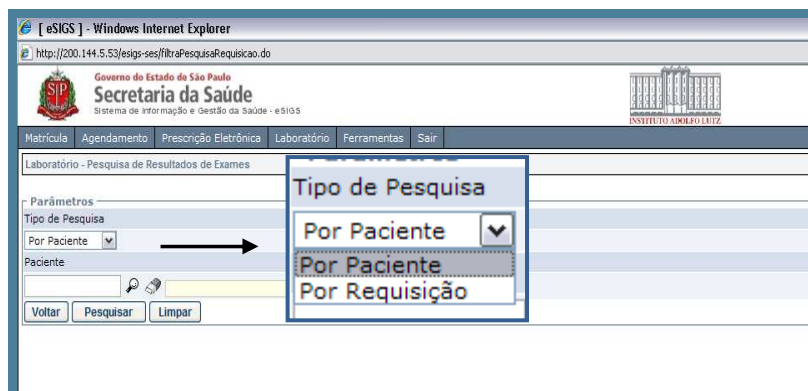 [ eSIGS ] - Windows Internet Explorer
http://200.144.5.53/esigs-ses/filtraPesquisaRequisicao.do
Governo do Estado de São Paulo
Secretaria da Saúde
Sistema de Informação e Gestão da Saúde - eSIGS
SP
INSTITUTO ADOLFO LUTZ
Matrícula Agendamento Prescrição Eletrônica Laboratório Ferramentas Sair
Laboratório - Pesquisa de Resultados de Exames
Parâmetros
Tipo de Pesquisa
Por Paciente
Paciente
Voltar Pesquisar Limpar
Tipo de Pesquisa
Por Paciente
Por Paciente
Por Requisição